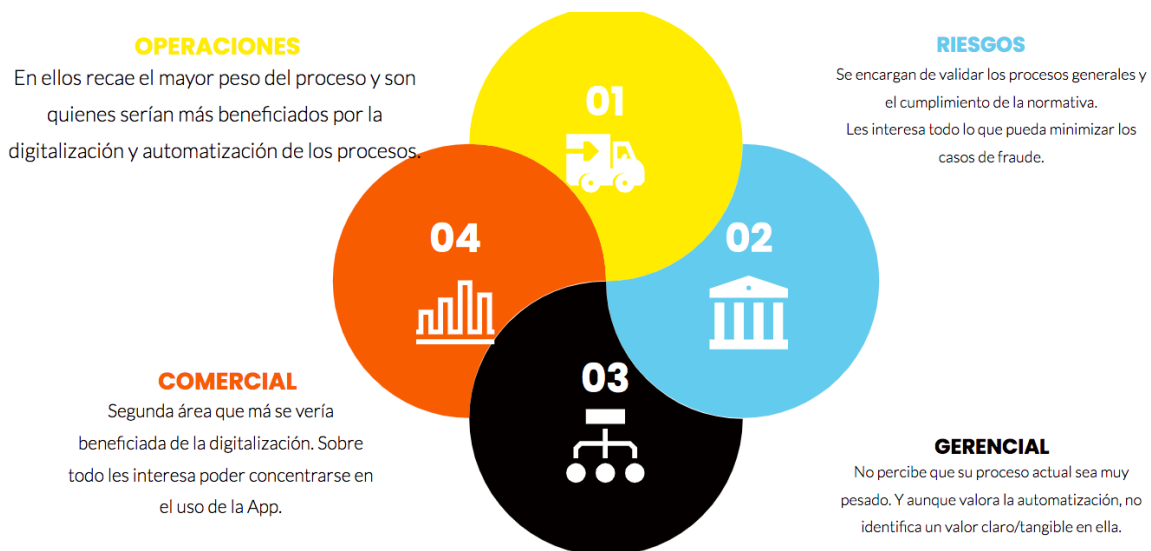 OPERACIONES
En ellos recae el mayor peso del proceso y son
quienes serían más beneficiados por la
digitalización y automatización de los procesos.
01
RIESGOS
Se encargan de validar los procesos generales y
el cumplimiento de la normativa.
Les interesa todo lo que pueda minimizar los
casos de fraude.
04
02
03
COMERCIAL
Segunda área que má se vería
beneficiada de la digitalización. Sobre
todo les interesa poder concentrarse en
el uso de la App.
GERENCIAL
No percibe que su proceso actual sea muy
pesado. Y aunque valora la automatización, no
identifica un valor claro/tangible en ella.